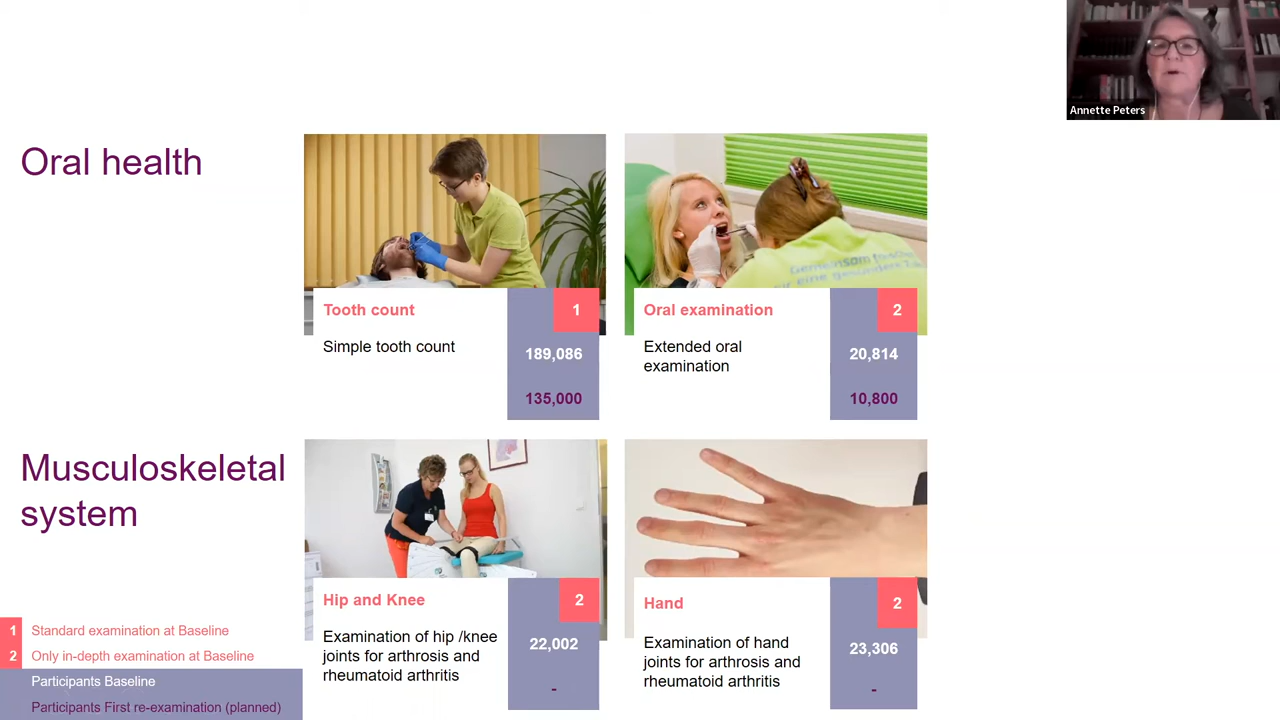 Annette Peters
Oral health
Tooth count
1
Simple tooth count
189,086
135,000
Oral examination
2
Extended oral
examination
20,814
10,800
Musculoskeletal
system
Hip and Knee
2
Examination of hip /knee
joints for arthrosis and
rheumatoid arthritis
22,002
-
Hand
2
Examination of hand
joints for arthrosis and
rheumatoid arthritis
23,306
-
1 Standard examination at Baseline
2 Only in-depth examination at Baseline
Participants Baseline
Participants First re-examination (planned)